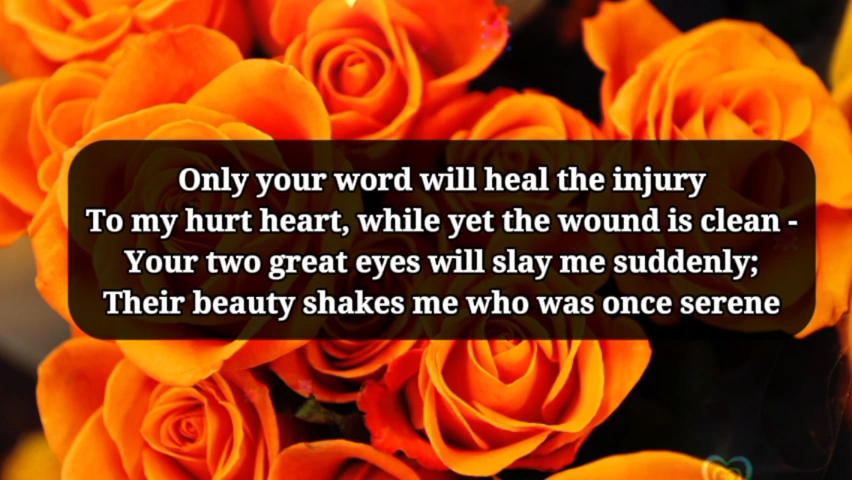 Only your word will heal the injury
To my hurt heart, while yet the wound is clean -
Your two great eyes will slay me suddenly;
Their beauty shakes me who was once serene